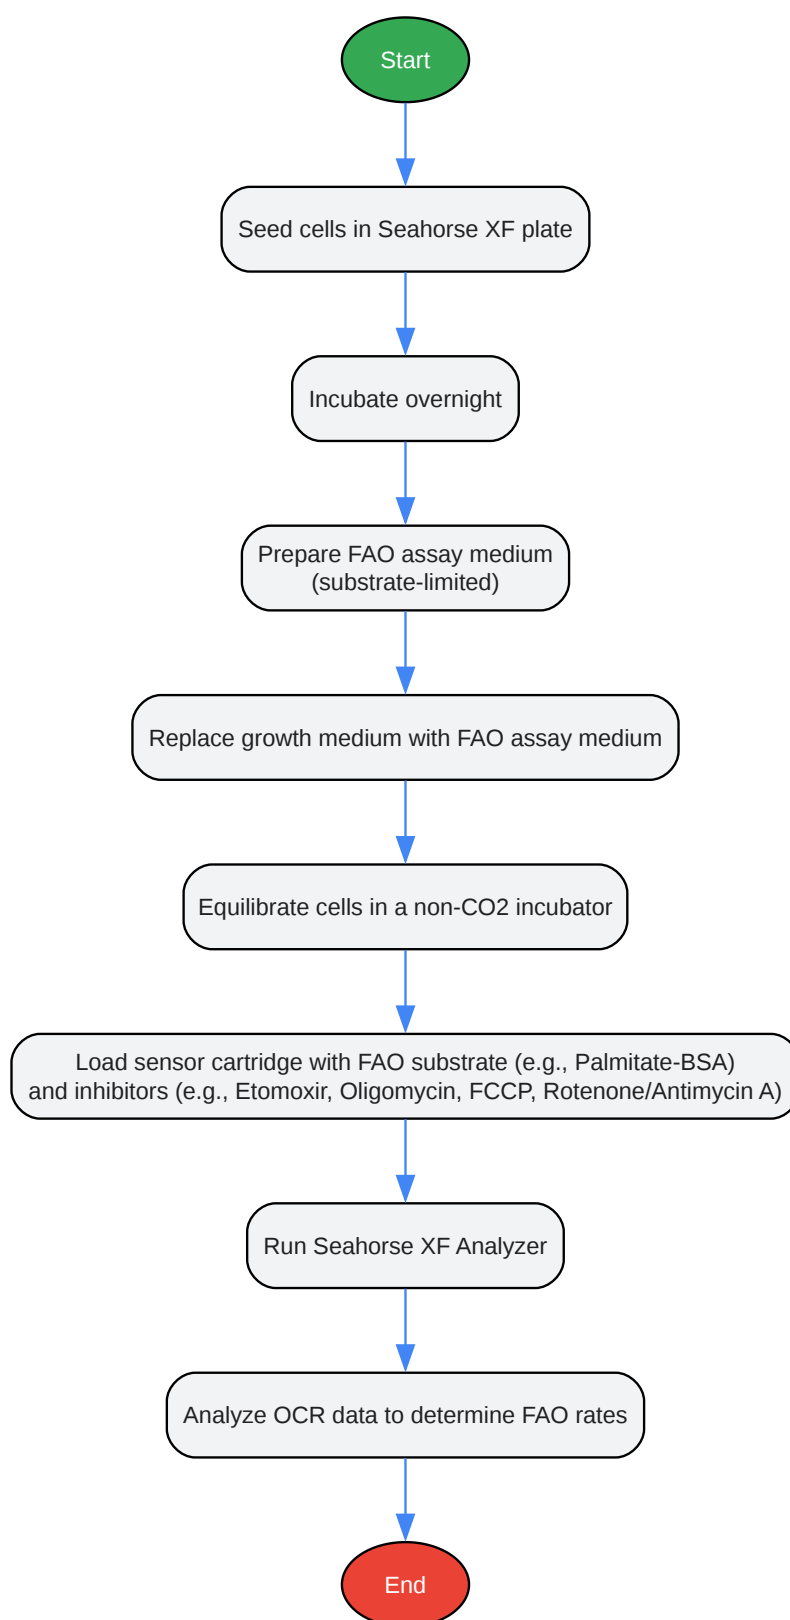 Start
Seed cells in Seahorse XF plate
Incubate overnight
Prepare FAO assay medium
(substrate-limited)
Replace growth medium with FAO assay medium
Equilibrate cells in a non-CO2 incubator
Load sensor cartridge with FAO substrate (e.g., Palmitate-BSA)
and inhibitors (e.g., Etomoxir, Oligomycin, FCCP, Rotenone/Antimycin A)
Run Seahorse XF Analyzer
Analyze OCR data to determine FAO rates
End